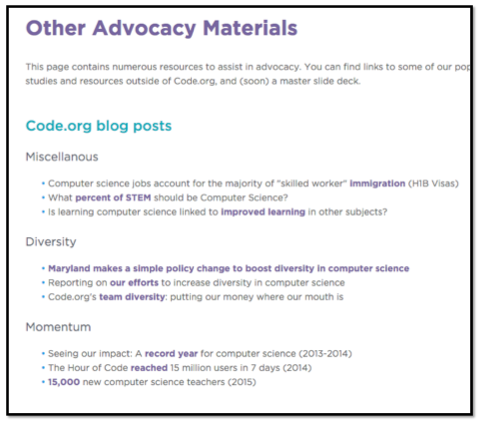 Other Advocacy Materials
This page contains numerous resources to assist in advocacy. You can find links to some of our pop
studies and resources outside of Code.org, and (soon) a master slide deck.
Code.org blog posts
Miscellanous
• Computer science jobs account for the majority of "skilled worker" immigration (H1B Visas)
• What percent of STEM should be Computer Science?
• Is learning computer science linked to improved learning in other subjects?
Diversity
• Maryland makes a simple policy change to boost diversity in computer science
• Reporting on our efforts to increase diversity in computer science
• Code.org's team diversity: putting our money where our mouth is
Momentum
• Seeing our impact: A record year for computer science (2013-2014)
• The Hour of Code reached 15 million users in 7 days (2014)
• 15,000 new computer science teachers (2015)